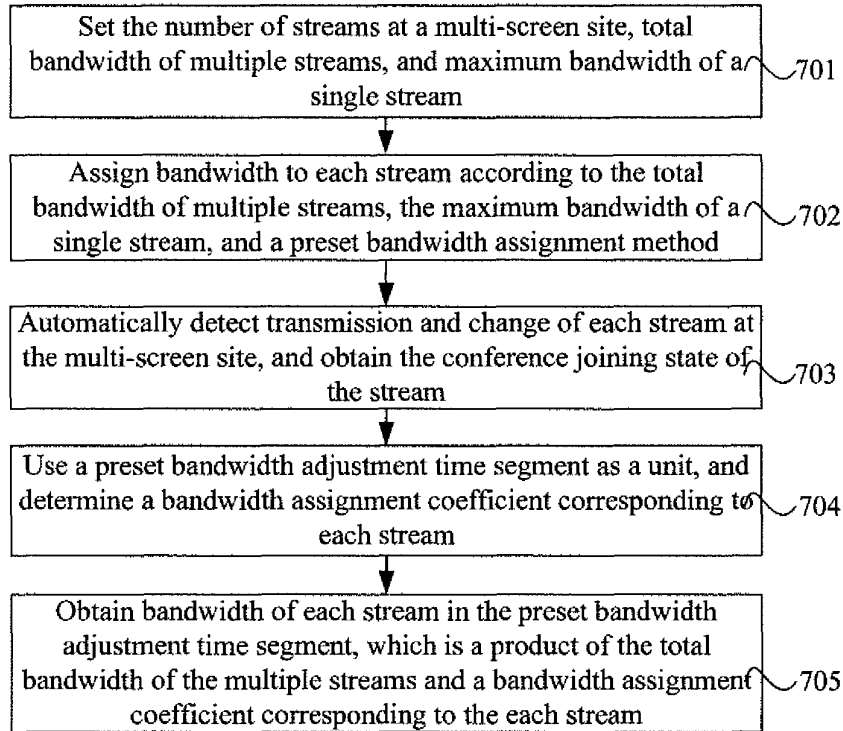 Set the number of streams at a multi-screen site, total
bandwidth of multiple streams, and maximum bandwidth of a
single stream
701
Assign bandwidth to each stream according to the total
bandwidth of multiple streams, the maximum bandwidth of a
single stream, and a preset bandwidth assignment method
702
Automatically detect transmission and change of each stream at
the multi-screen site, and obtain the conference joining state of
the stream
703
Use a preset bandwidth adjustment time segment as a unit, and
determine a bandwidth assignment coefficient corresponding to
each stream
704
Obtain bandwidth of each stream in the preset bandwidth
adjustment time segment, which is a product of the total
bandwidth of the multiple streams and a bandwidth assignment
coefficient corresponding to the each stream
705